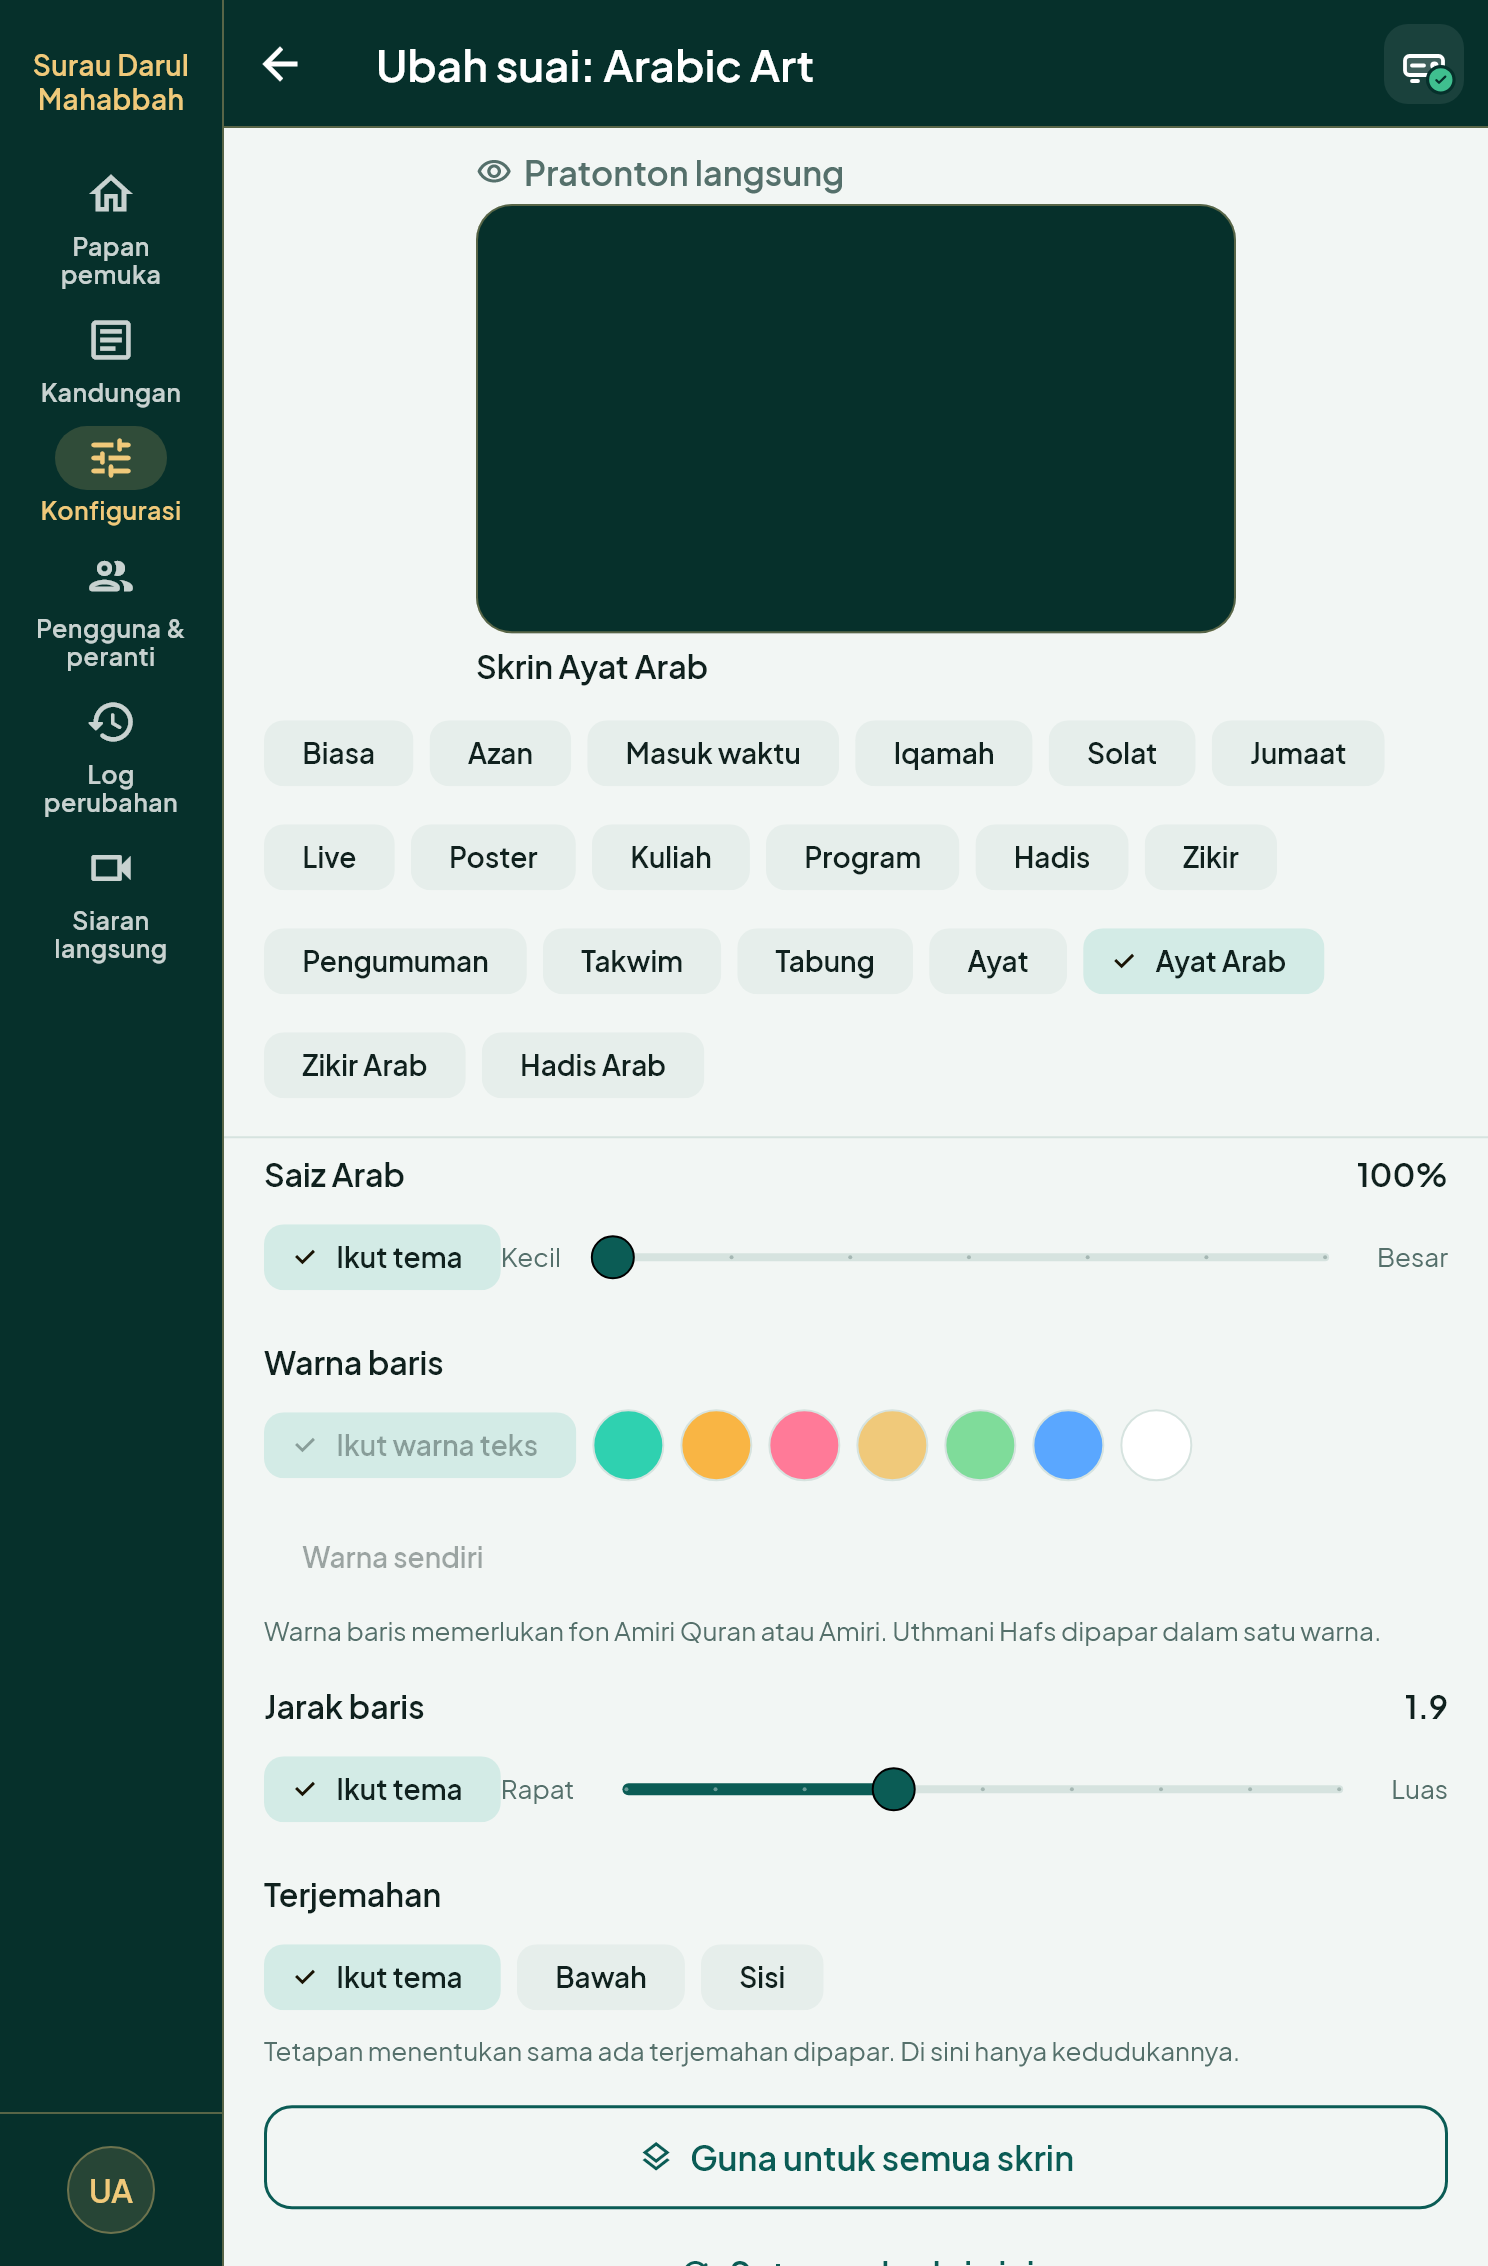 Surau Darul
Mahabbah
Papan
pemuka
Kandungan
Konfigurasi
Pengguna &
peranti
Log
perubahan
Siaran
langsung
UA
Ubah suai: Arabic Art
Pratonton langsung
Skrin Ayat Arab
Biasa Azan Masuk waktu Iqamah Solat Jumaat
Live Poster Kuliah Program Hadis Zikir
Pengumuman Takwim Tabung Ayat Ayat Arab
Zikir Arab Hadis Arab
Saiz Arab 100%
Ikut tema Kecil Besar
Warna baris
Ikut warna teks
Warna sendiri
Warna baris memerlukan fon Amiri Quran atau Amiri. Uthmani Hafs dipapar dalam satu warna.
Jarak baris 1.9
Ikut tema Rapat Luas
Terjemahan
Ikut tema Bawah Sisi
Tetapan menentukan sama ada terjemahan dipapar. Di sini hanya kedudukannya.
Guna untuk semua skrin